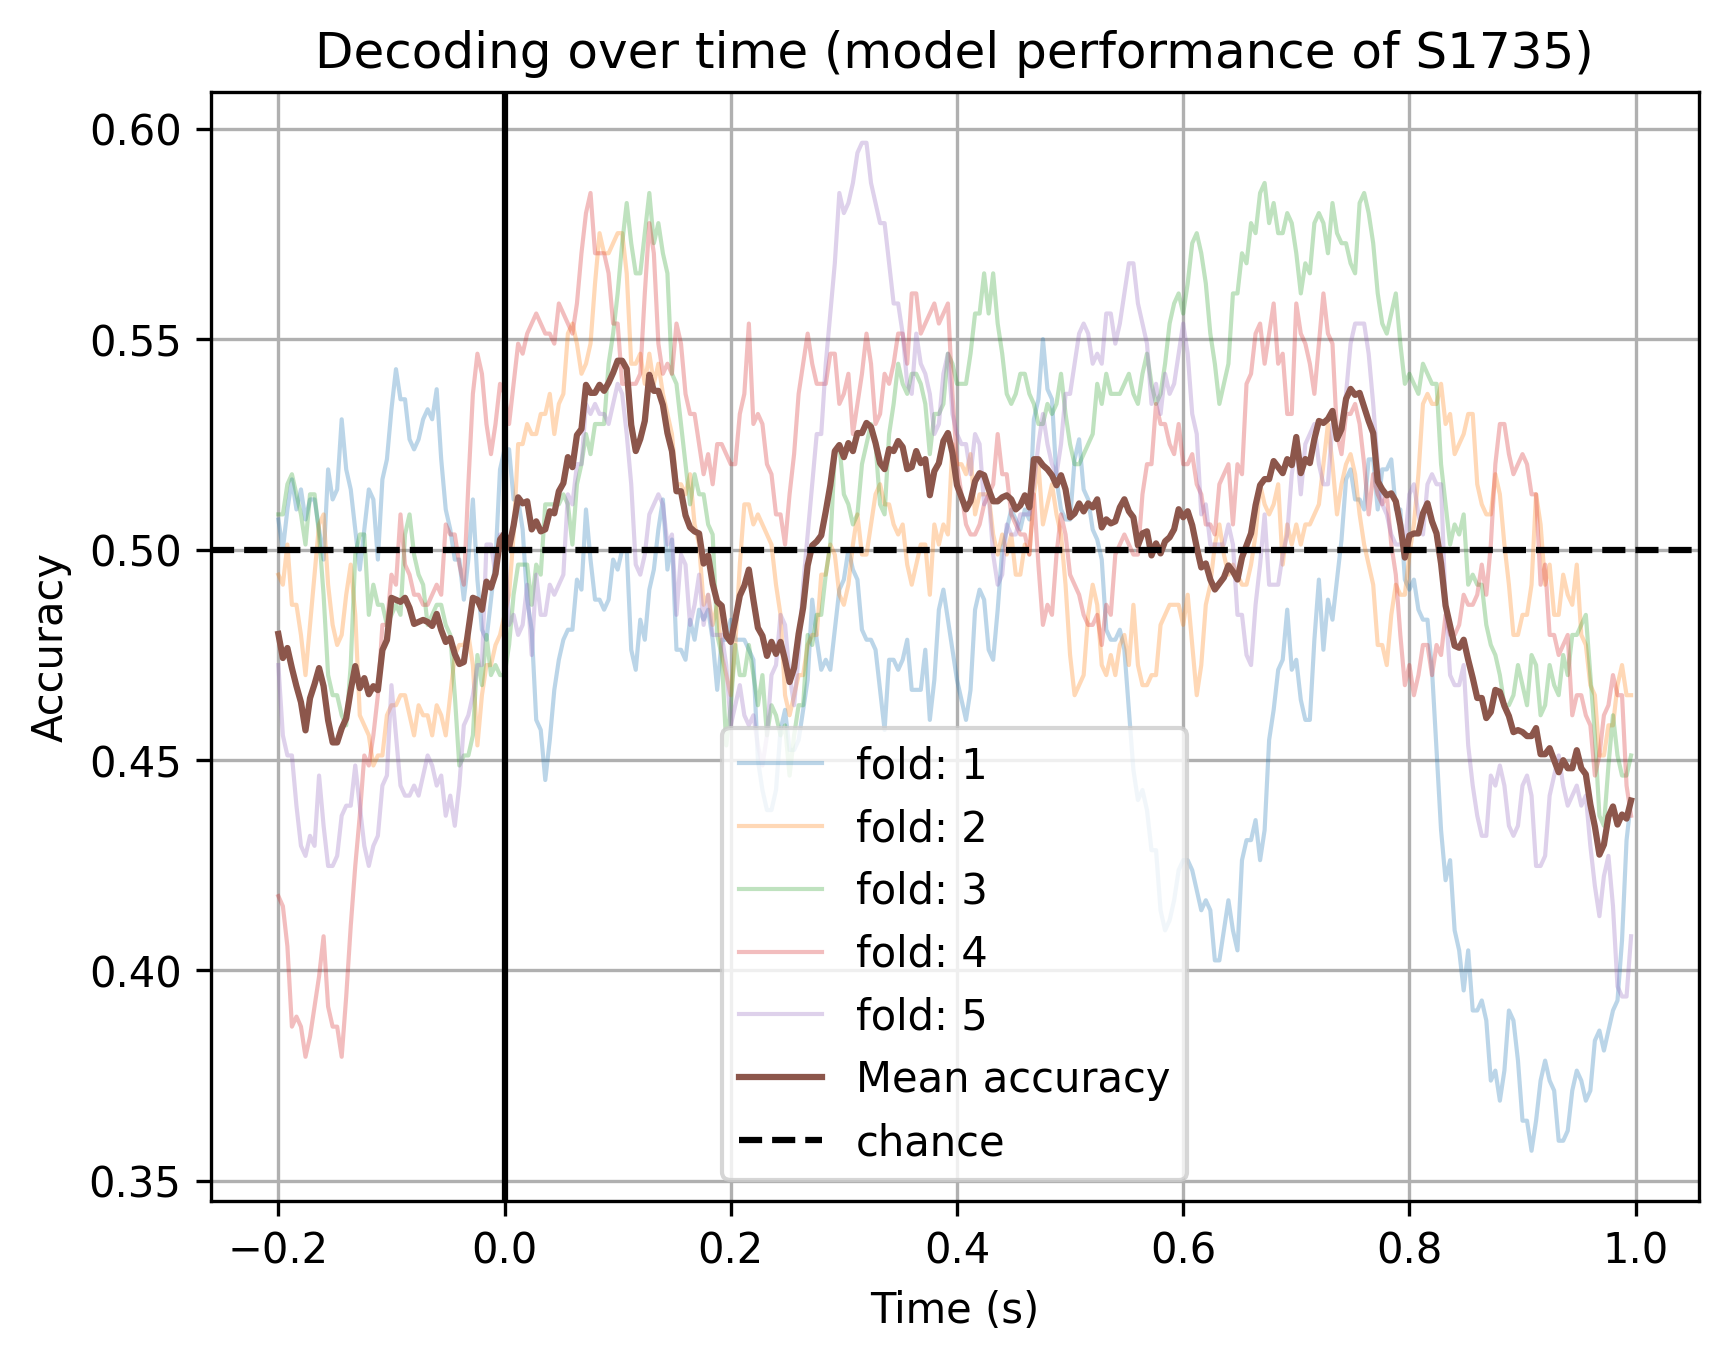 Decoding over time (model performance of S1735)
Accuracy
0.60
0.55
0.50
0.45
0.40
0.35
fold: 1
fold: 2
fold: 3
fold: 4
fold: 5
Mean accuracy
chance
−0.2
0.0
0.2
0.4
0.6
0.8
1.0
Time (s)